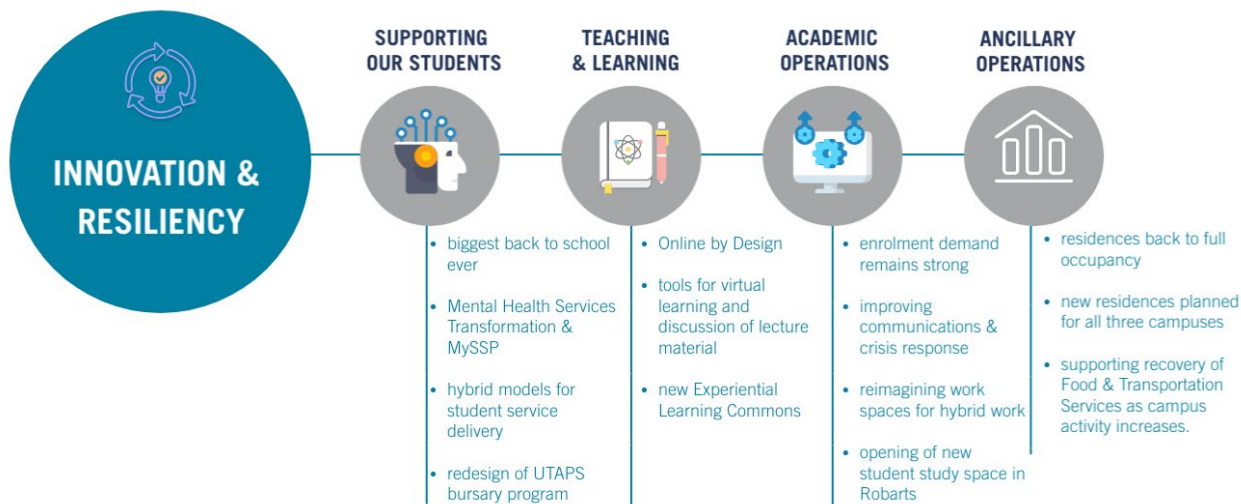 INNOVATION &
RESILIENCY
SUPPORTING
OUR STUDENTS
• biggest back to school
ever
• Mental Health Services
Transformation &
MySSP
• hybrid models for
student service
delivery
• redesign of UTAPS
bursary program
TEACHING
& LEARNING
• Online by Design
• tools for virtual
learning and
discussion of lecture
material
• new Experiential
Learning Commons
ACADEMIC
OPERATIONS
• enrolment demand
remains strong
• improving
communications &
crisis response
• reimagining work
spaces for hybrid work
• opening of new
student study space in
Robarts
ANCILLARY
OPERATIONS
• residences back to full
occupancy
• new residences planned
for all three campuses
• supporting recovery of
Food & Transportation
Services as campus
activity increases.